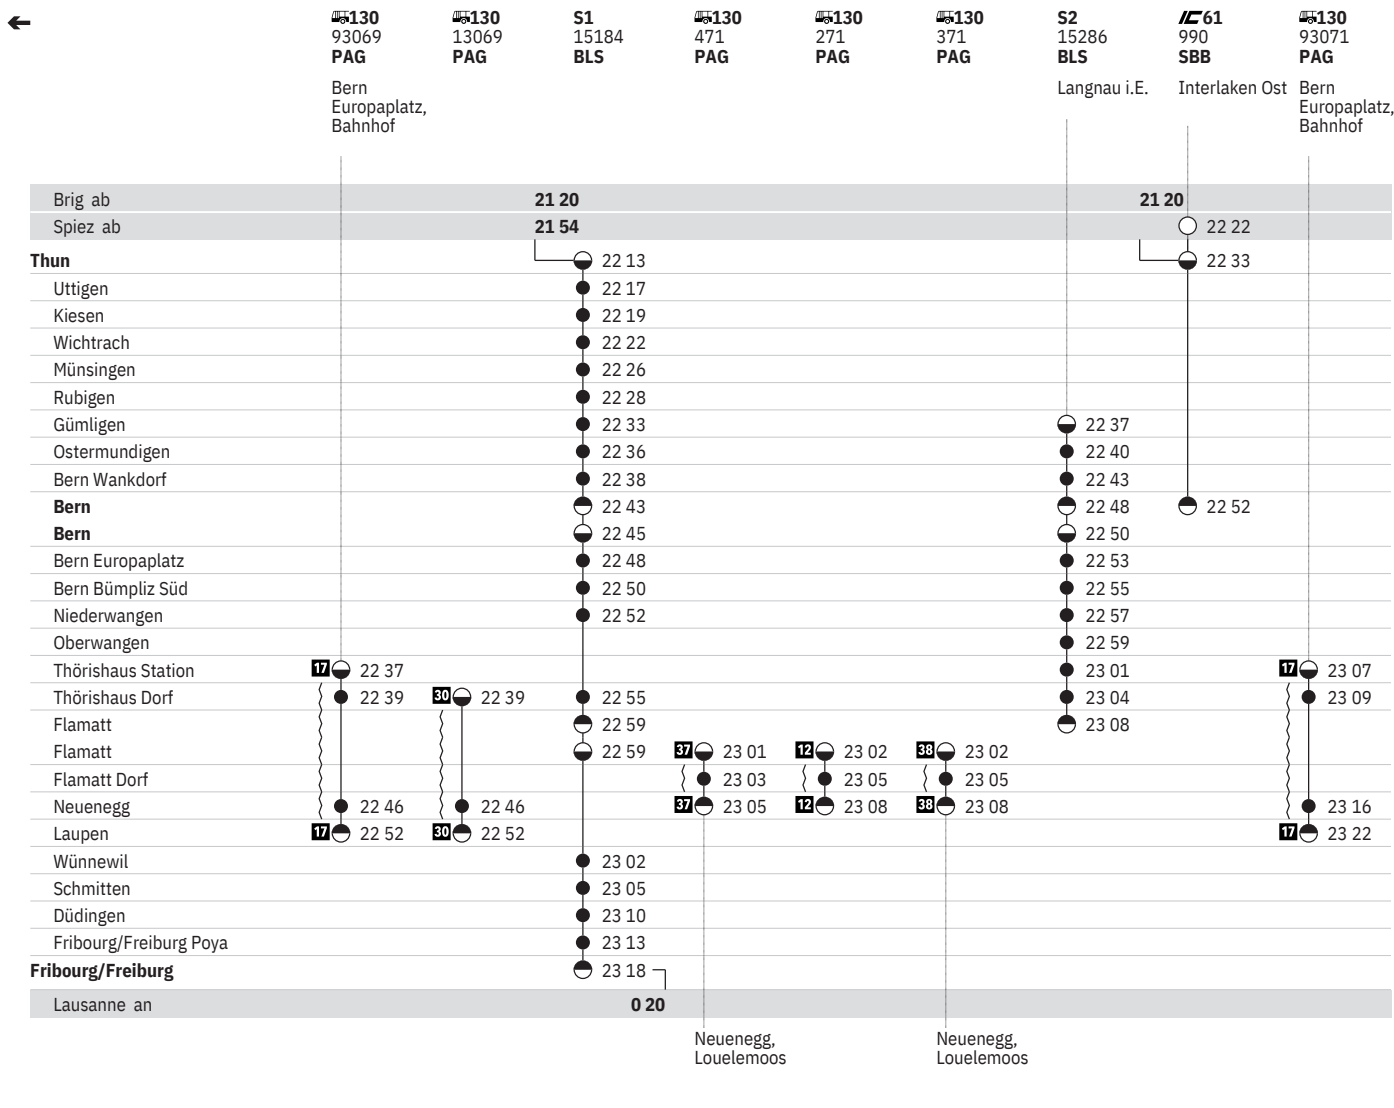 130 130 S1 130 130 130 S2 IC 61 130
93069 13069 15184 471 271 371 15286 990 93071
PAG PAG BLS PAG PAG PAG BLS SBB PAG
Bern Langnau i.E. Interlaken Ost Bern
Europaplatz, Europaplatz,
Bahnhof Bahnhof
Brig ab 21 20 21 20
Spiez ab 21 54 22 22
Thun 22 13 22 33
Uttigen 22 17
Kiesen 22 19
Wichtrach 22 22
Münsingen 22 26
Rubigen 22 28
Gümligen 22 33 22 37
Ostermundigen 22 36 22 40
Bern Wankdorf 22 38 22 43
Bern 22 43 22 48 22 52
Bern 22 45 22 50
Bern Europaplatz 22 48 22 53
Bern Bümpliz Süd 22 50 22 55
Niederwangen 22 52 22 57
Oberwangen 22 59
Thörishaus Station 17 22 37 23 01 17 23 07
Thörishaus Dorf 22 39 30 22 39 22 55 23 04 23 09
Flamatt 22 59 23 08
Flamatt 22 59 37 23 01 12 23 02 38 23 02
Flamatt Dorf 23 03 23 05 23 05
Neuenegg 22 46 22 46 37 23 05 12 23 08 38 23 08 23 16
Laupen 17 22 52 30 22 52 17 23 22
Wünnewil 23 02
Schmitten 23 05
Düdingen 23 10
Fribourg/Freiburg Poya 23 13
Fribourg/Freiburg 23 18
Lausanne an 0 20
Neuenegg, Neuenegg,
Louelemoos Louelemoos